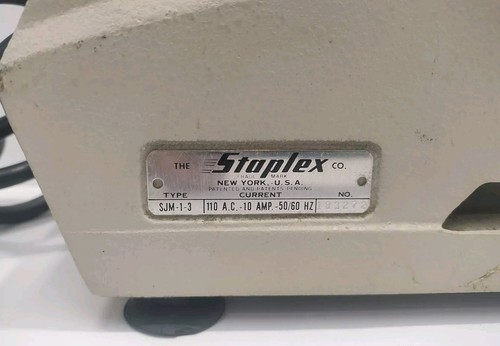 THE Staplex CO.
TRADE MARK
NEW YORK, U.S.A.
PATENTED AND PATENTS PENDING
TYPE CURRENT NO.
SJM-1-3 110 A.C.-10 AMP.-50/60 HZ